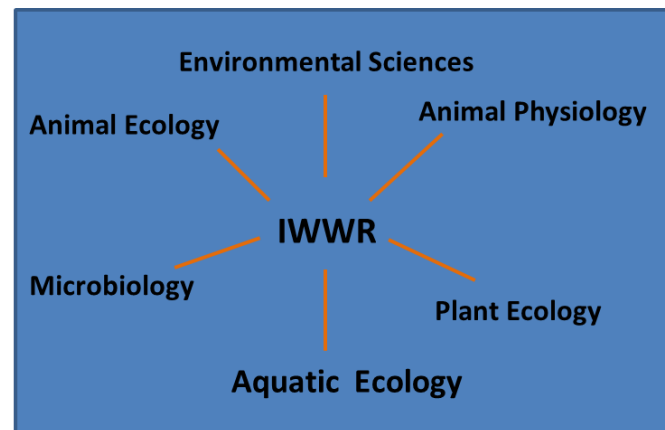 Environmental Sciences
Animal Ecology
Animal Physiology
IWWR
Microbiology
Plant Ecology
Aquatic Ecology